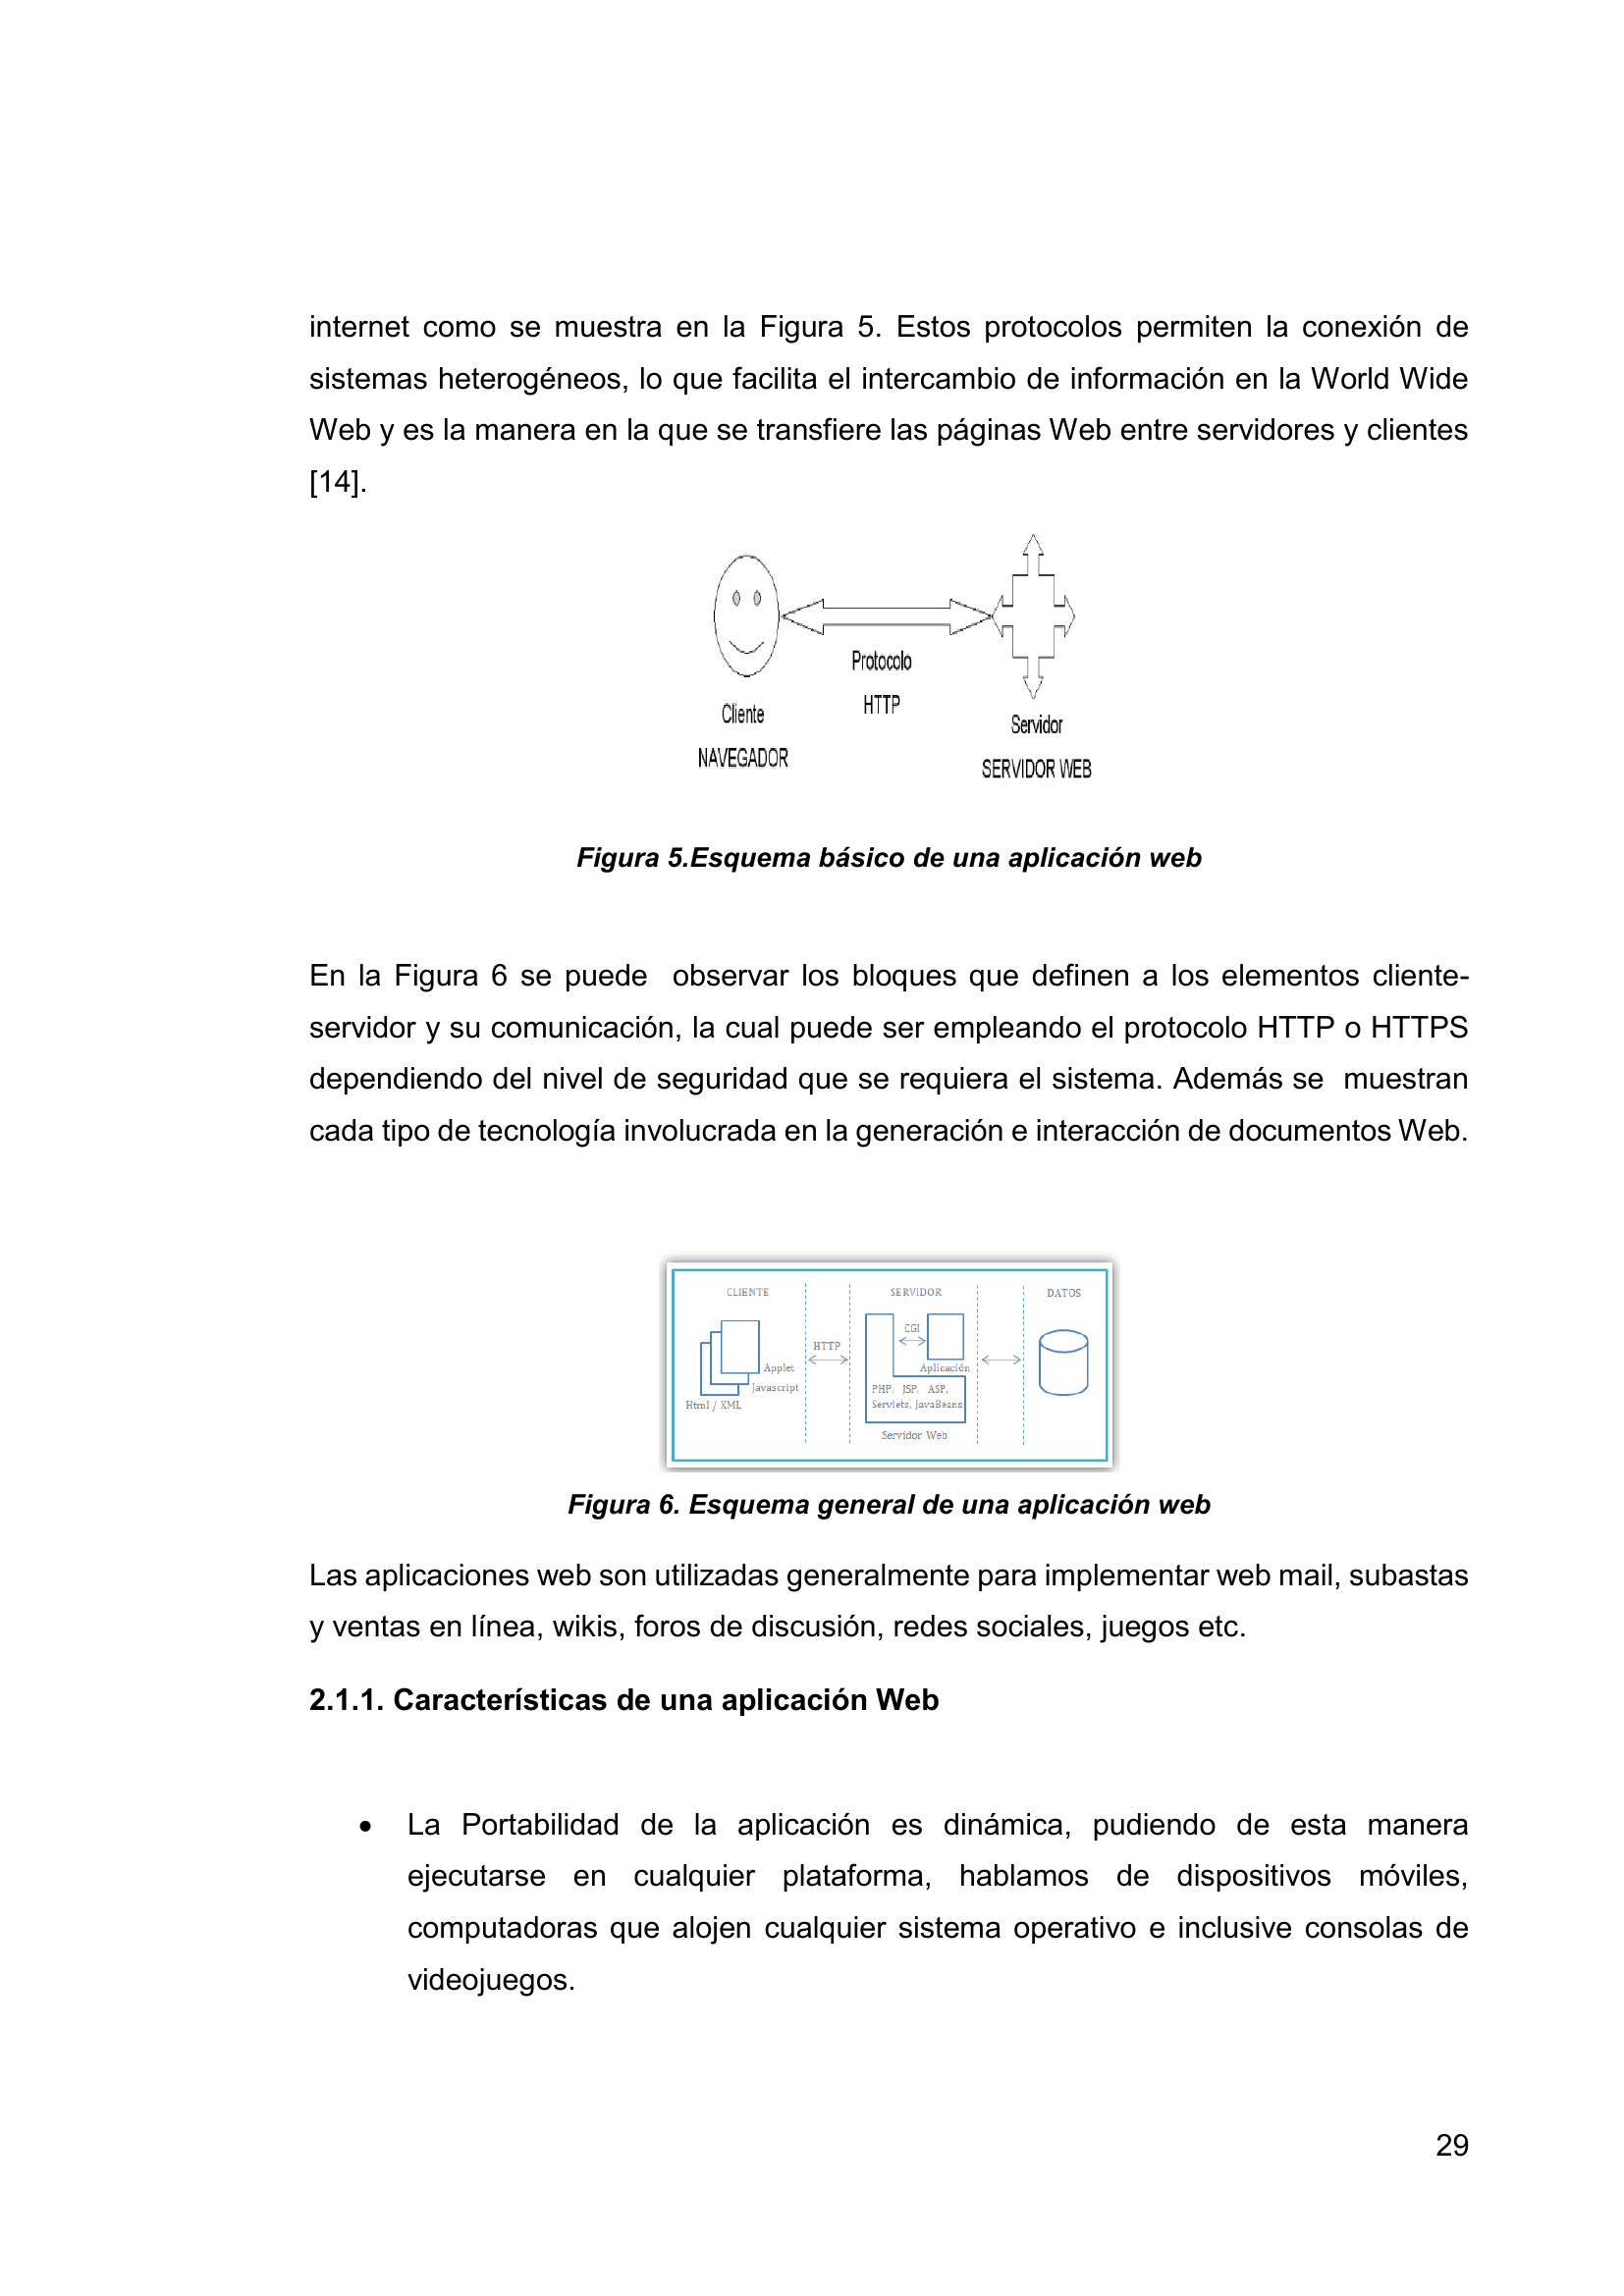 internet como se muestra en la Figura 5. Estos protocolos permiten la conexión de
sistemas heterogéneos, lo que facilita el intercambio de información en la World Wide
Web y es la manera en la que se transfiere las páginas Web entre servidores y clientes
[14].
Protocolo
HTTP
Cliente
NAVEGADOR
Servidor
SERVIDOR WEB
Figura 5.Esquema básico de una aplicación web
En la Figura 6 se puede  observar los bloques que definen a los elementos cliente-
servidor y su comunicación, la cual puede ser empleando el protocolo HTTP o HTTPS
dependiendo del nivel de seguridad que se requiera el sistema. Además se  muestran
cada tipo de tecnología involucrada en la generación e interacción de documentos Web.
CLIENTE
Applet
Javascript
Html / XML
HTTP
SERVIDOR
CGI
Aplicación
PHP, JSP, ASP,
Servlets, JavaBeans
Servidor Web
DATOS
Figura 6. Esquema general de una aplicación web
Las aplicaciones web son utilizadas generalmente para implementar web mail, subastas
y ventas en línea, wikis, foros de discusión, redes sociales, juegos etc.
2.1.1. Características de una aplicación Web
• La Portabilidad de la aplicación es dinámica, pudiendo de esta manera
ejecutarse en cualquier plataforma, hablamos de dispositivos móviles,
computadoras que alojen cualquier sistema operativo e inclusive consolas de
videojuegos.
29